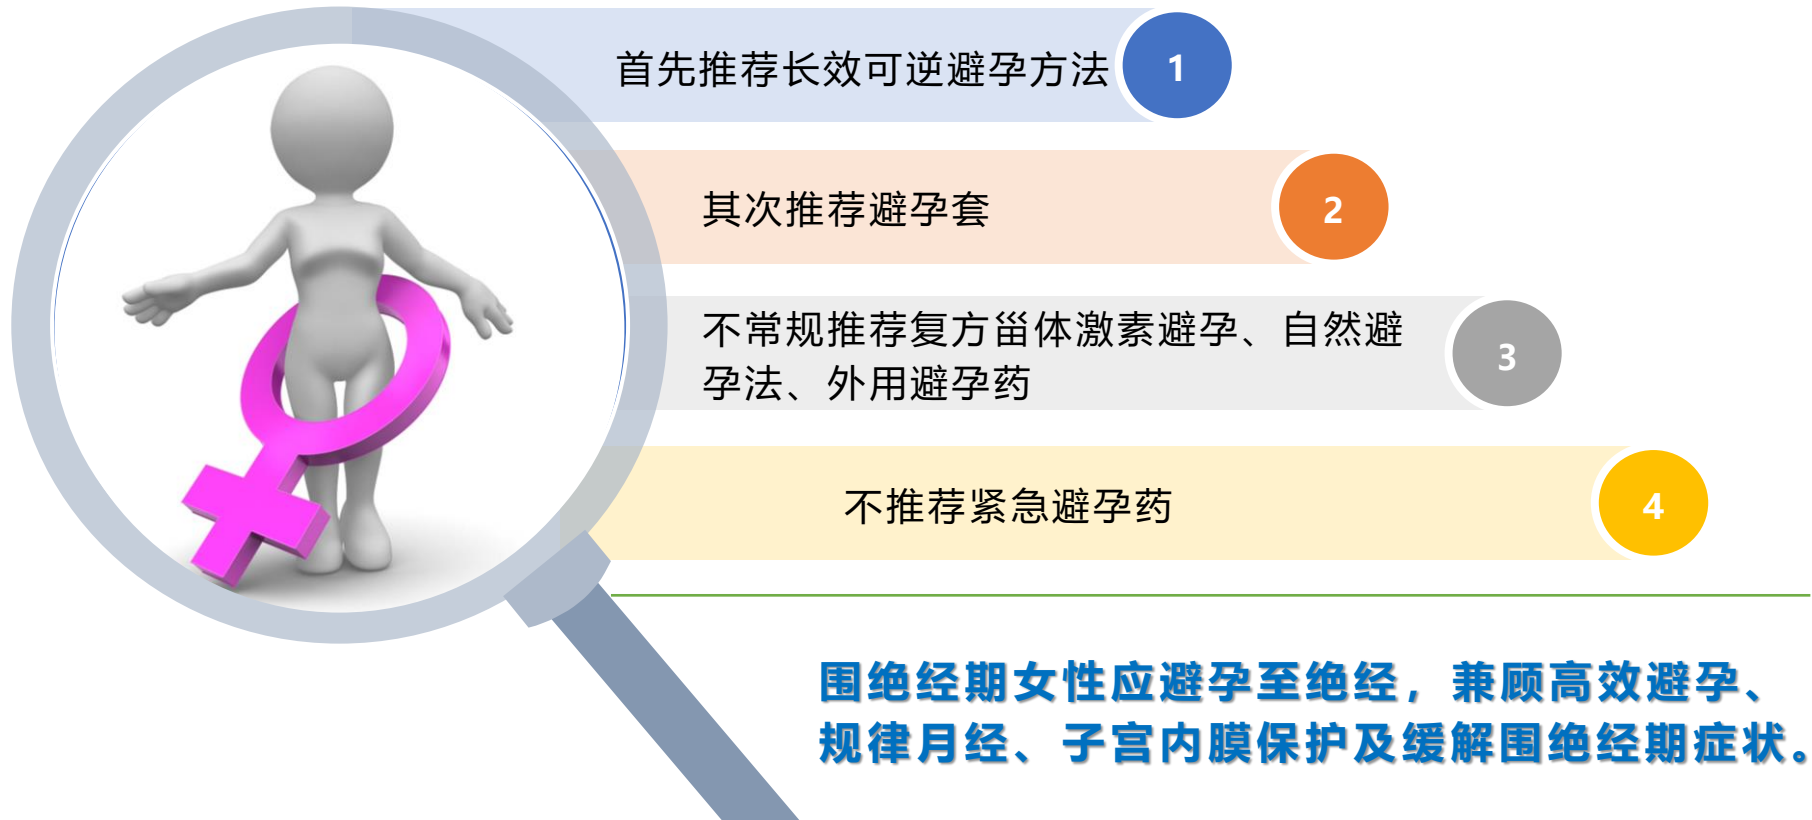 首先推荐长效可逆避孕方法
1
其次推荐避孕套
2
不常规推荐复方甾体激素避孕、自然避
孕法、外用避孕药
3
不推荐紧急避孕药
4
围绝经期女性应避孕至绝经，兼顾高效避孕、
规律月经、子宫内膜保护及缓解围绝经期症状。